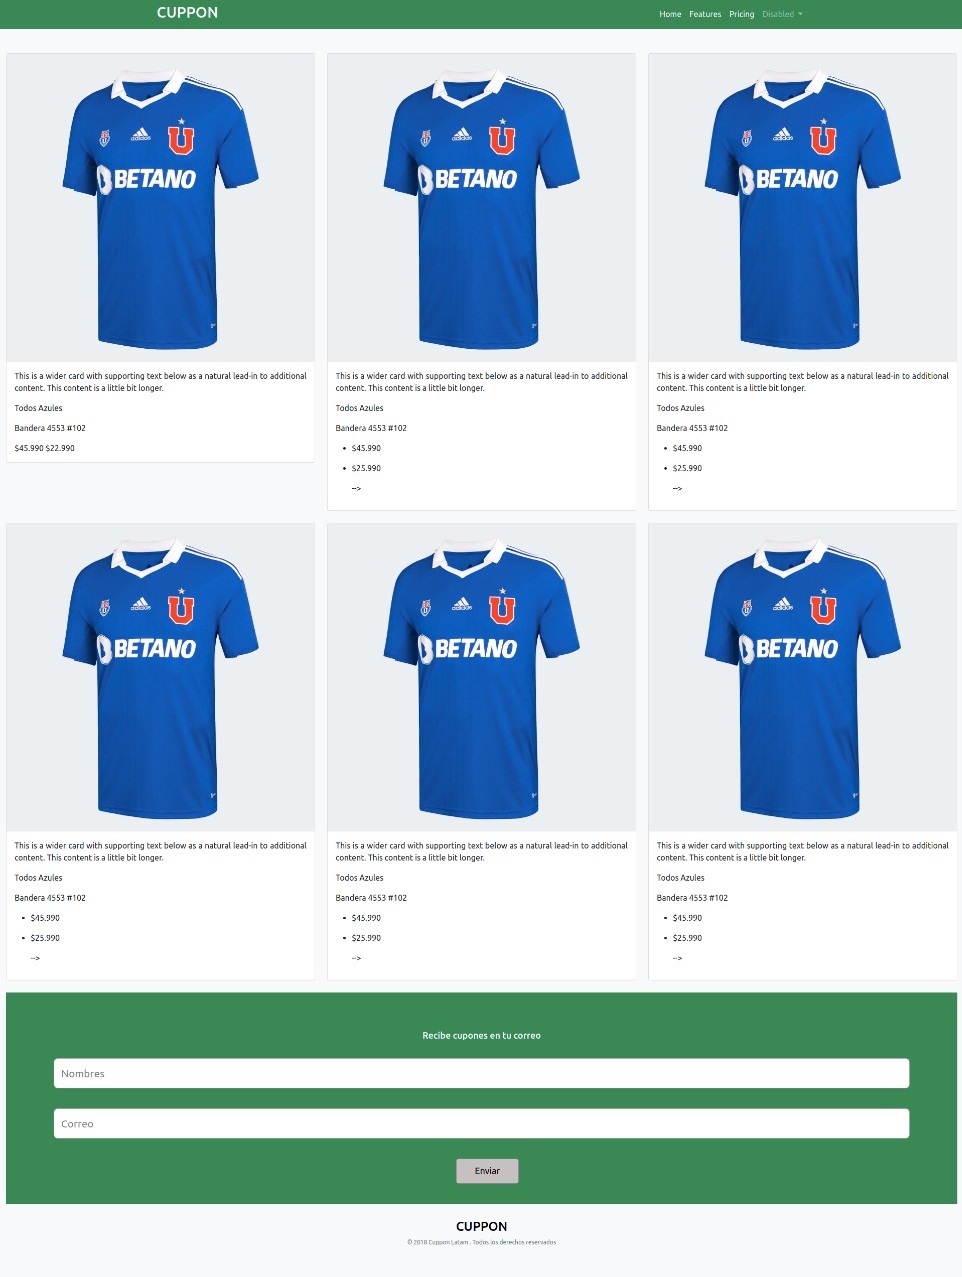 CUPPON
Home Features Pricing Disabled
adidas
U
BETANO
adidas
U
BETANO
adidas
U
BETANO
This is a wider card with supporting text below as a natural lead-in to additional
content. This content is a little bit longer.
Todos Azules
Bandera 4553 #102
$45.990 $22.990
This is a wider card with supporting text below as a natural lead-in to additional
content. This content is a little bit longer.
Todos Azules
Bandera 4553 #102
• $45.990
• $25.990
-->
This is a wider card with supporting text below as a natural lead-in to additional
content. This content is a little bit longer.
Todos Azules
Bandera 4553 #102
• $45.990
• $25.990
-->
adidas
U
BETANO
adidas
U
BETANO
adidas
U
BETANO
This is a wider card with supporting text below as a natural lead-in to additional
content. This content is a little bit longer.
Todos Azules
Bandera 4553 #102
• $45.990
• $25.990
-->
This is a wider card with supporting text below as a natural lead-in to additional
content. This content is a little bit longer.
Todos Azules
Bandera 4553 #102
• $45.990
• $25.990
-->
This is a wider card with supporting text below as a natural lead-in to additional
content. This content is a little bit longer.
Todos Azules
Bandera 4553 #102
• $45.990
• $25.990
-->
Recibe cupones en tu correo
Nombres
Correo
Enviar
CUPPON
© 2018 Cuppon Latam . Todos los derechos reservados